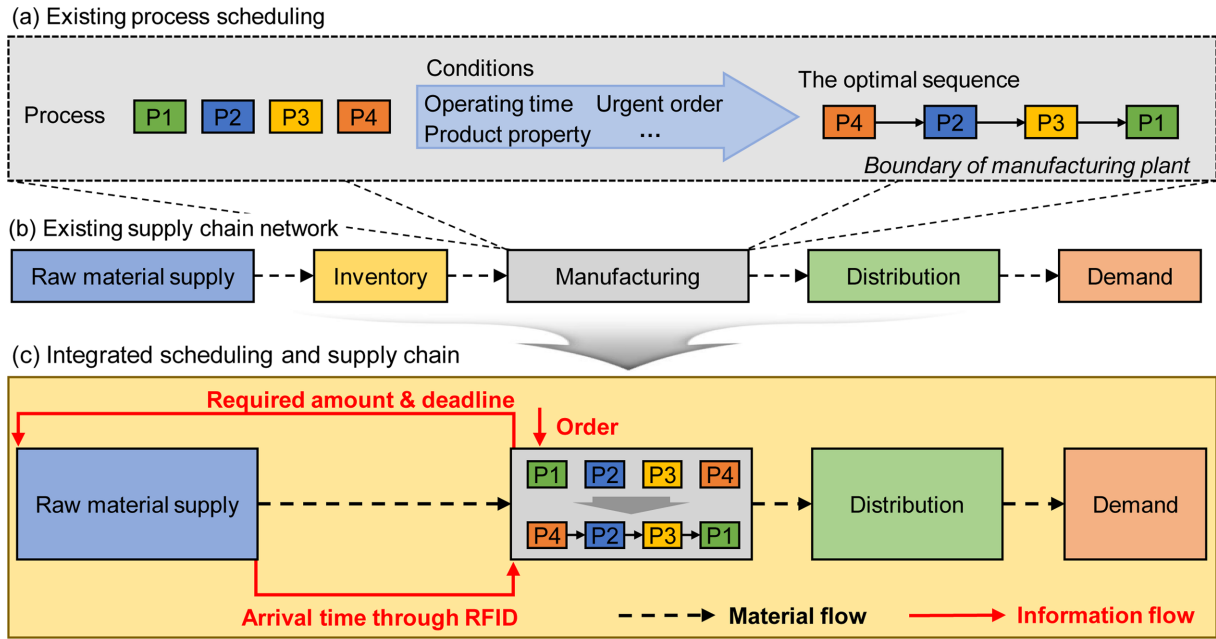 (a) Existing process scheduling
Conditions
Process P1 P2 P3 P4
Operating time Urgent order
Product property ...
The optimal sequence
P4 P2 P3 P1
Boundary of manufacturing plant
(b) Existing supply chain network
Raw material supply Inventory Manufacturing Distribution Demand
(c) Integrated scheduling and supply chain
Required amount & deadline
Order
P1 P2 P3 P4
Raw material supply
P4 P2 P3 P1
Distribution
Demand
Arrival time through RFID
Material flow
Information flow